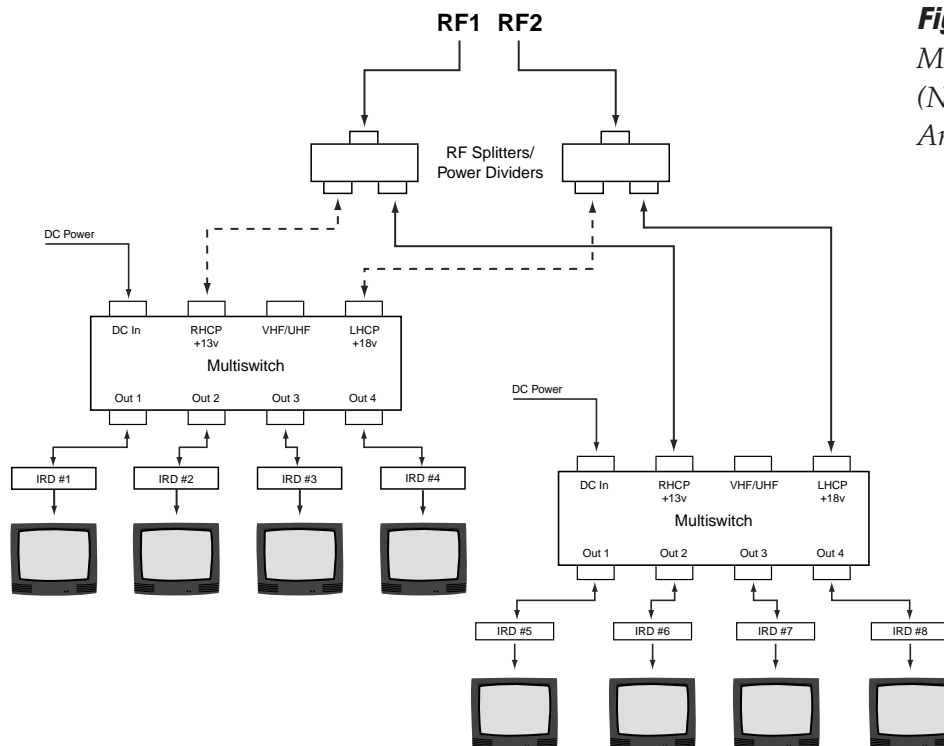 RF1 RF2
Fig
M
(N
An
RF Splitters/
Power Dividers
DC Power
DC In
RHCP
+13v
VHF/UHF
LHCP
+18v
Multiswitch
Out 1
Out 2
Out 3
Out 4
IRD #1
IRD #2
IRD #3
IRD #4
DC Power
DC In
RHCP
+13v
VHF/UHF
LHCP
+18v
Multiswitch
Out 1
Out 2
Out 3
Out 4
IRD #5
IRD #6
IRD #7
IRD #8